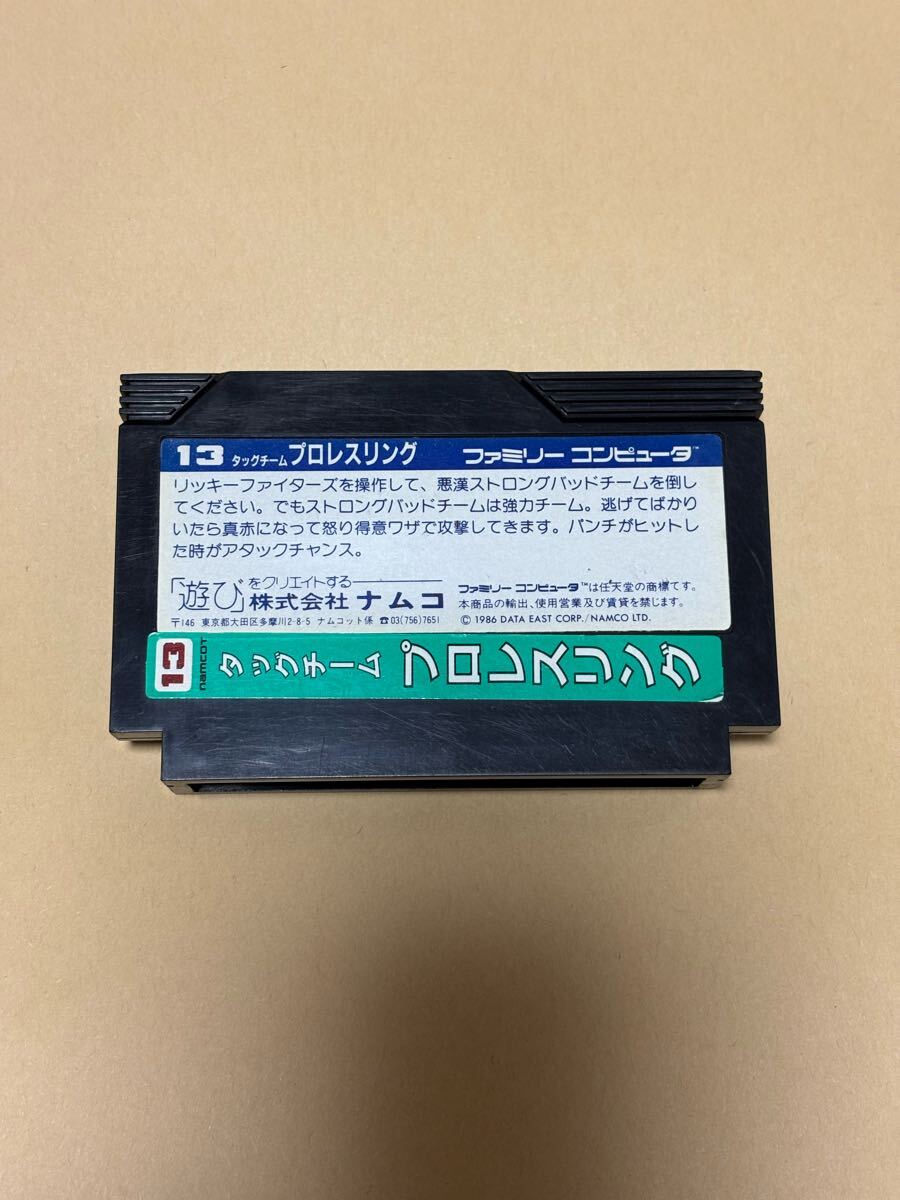 13 タッグチーム プロレスリング ファミリー コンピュータ™
リッキーファイターズを操作して、悪漢ストロングバッドチームを倒し
てください。でもストロングバッドチームは強力チーム。逃げてばかり
いたら真赤になって怒り得意ワザで攻撃してきます。パンチがヒットし
た時がアタックチャンス。
「遊び」をクリエイトする
株式会社 ナムコ
〒146 東京都大田区多摩川2-8-5 ナムコット係 ☎03(756)7651
ファミリー コンピュータ™は任天堂の商標です。
本商品の輸出、使用営業及び賃貸を禁じます。
© 1986 DATA EAST CORP./NAMCO LTD.
13 namcot タッグチーム プロレスリング